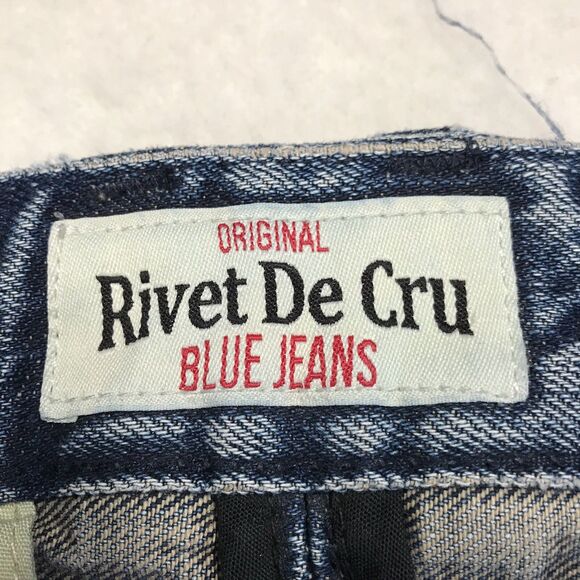 ORIGINAL
Rivet De Cru
BLUE JEANS